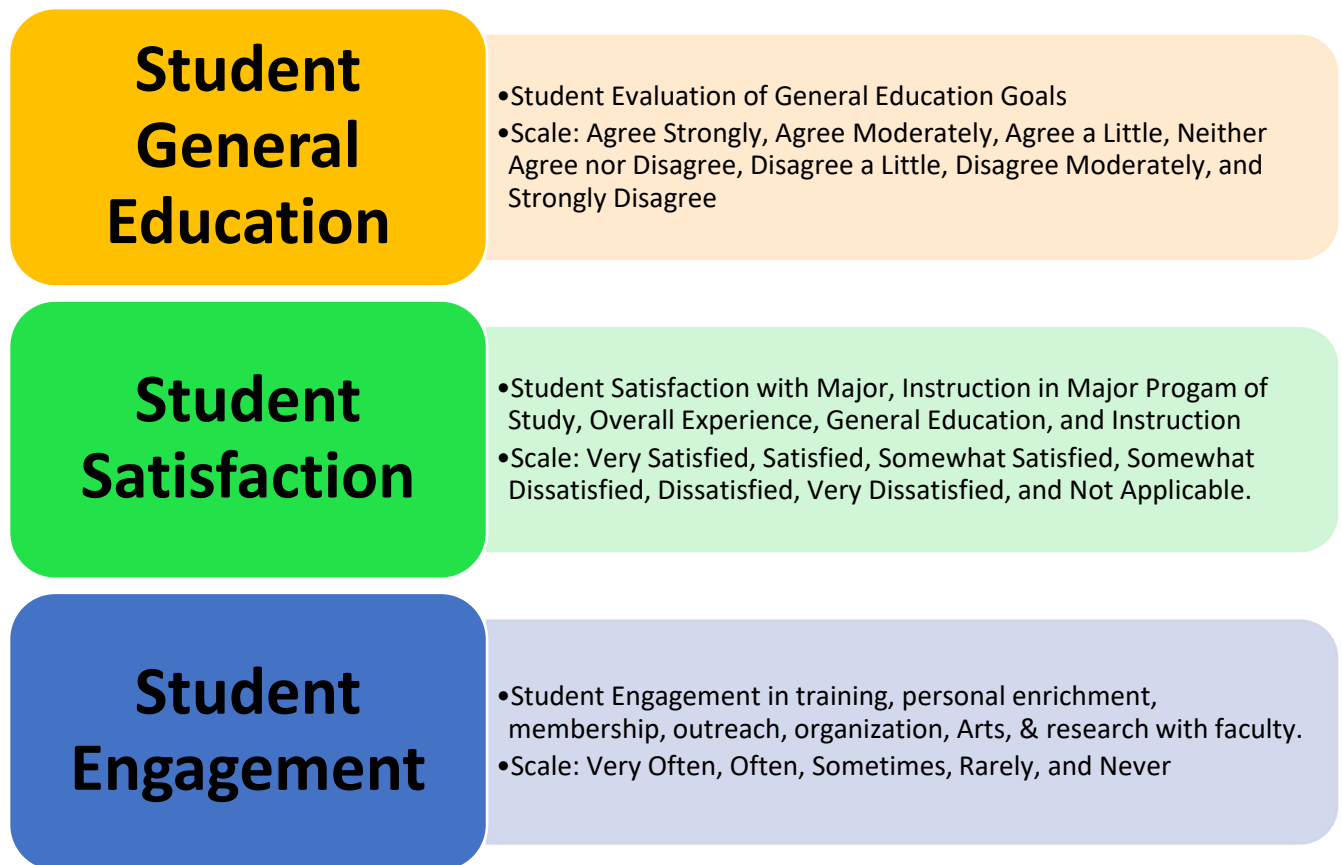 Student
General
Education
•Student Evaluation of General Education Goals
•Scale: Agree Strongly, Agree Moderately, Agree a Little, Neither
Agree nor Disagree, Disagree a Little, Disagree Moderately, and
Strongly Disagree
Student
Satisfaction
•Student Satisfaction with Major, Instruction in Major Progam of
Study, Overall Experience, General Education, and Instruction
•Scale: Very Satisfied, Satisfied, Somewhat Satisfied, Somewhat
Dissatisfied, Dissatisfied, Very Dissatisfied, and Not Applicable.
Student
Engagement
•Student Engagement in training, personal enrichment,
membership, outreach, organization, Arts, & research with faculty.
•Scale: Very Often, Often, Sometimes, Rarely, and Never